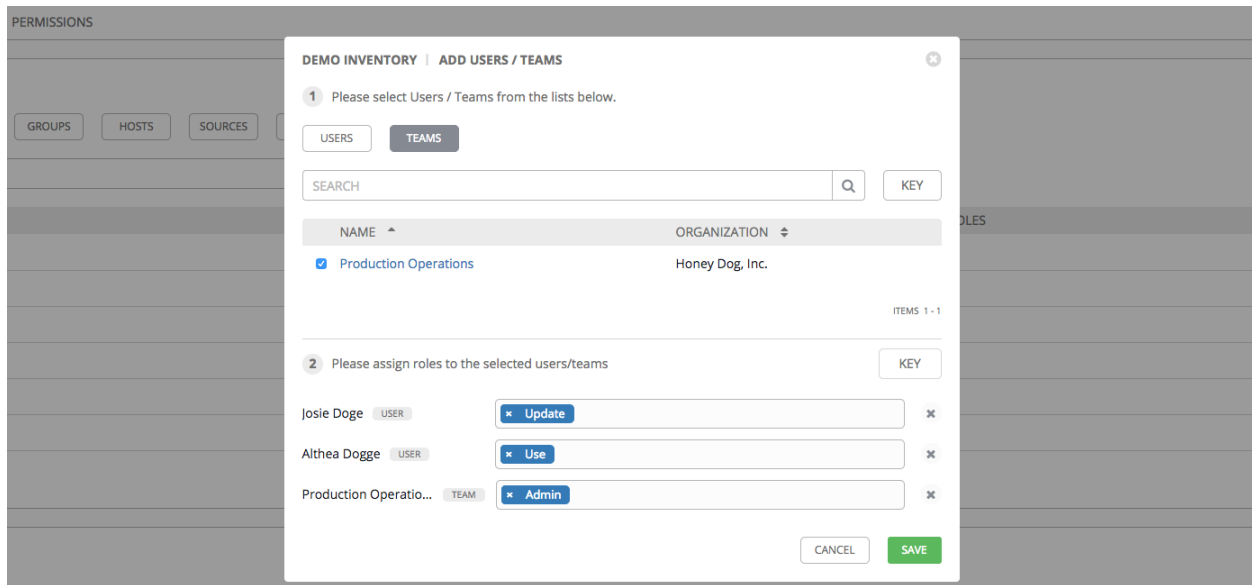 PERMISSIONS
DEMO INVENTORY | ADD USERS / TEAMS
1 Please select Users / Teams from the lists below.
GROUPS HOSTS SOURCES
USERS TEAMS
SEARCH KEY
NAME ORGANIZATION
Production Operations Honey Dog, Inc.
ITEMS 1 - 1
2 Please assign roles to the selected users/teams KEY
Josie Doge USER × Update
Althea Dogge USER × Use
Production Operatio... TEAM × Admin
CANCEL SAVE